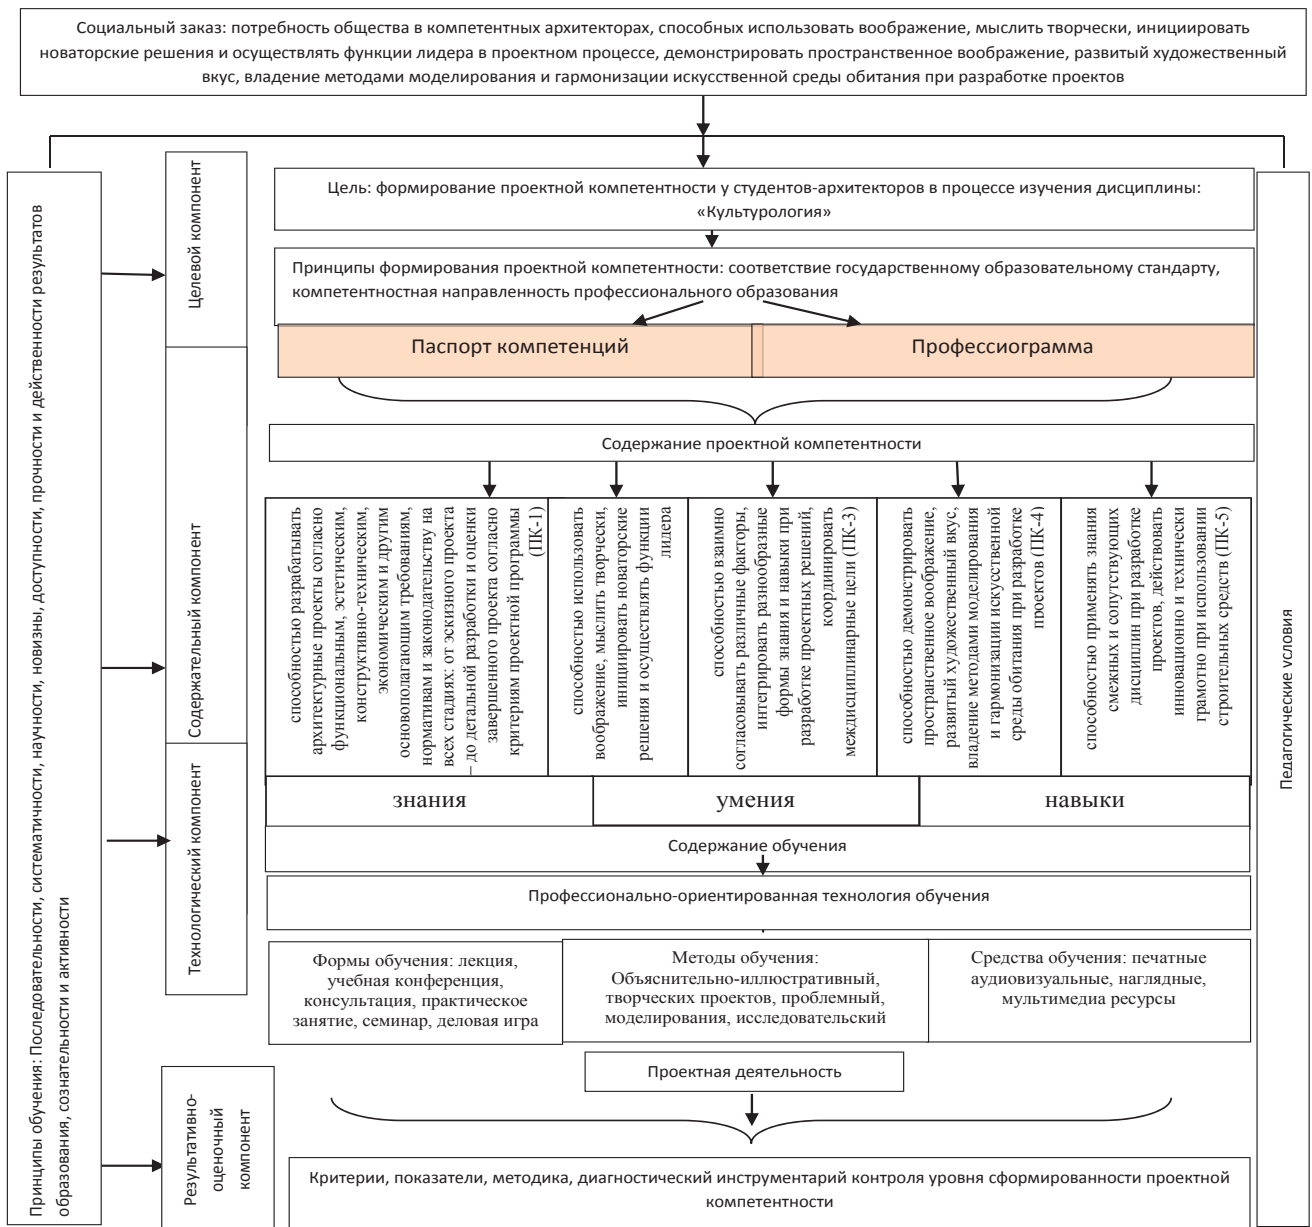 Социальный заказ: потребность общества в компетентных архитекторах, способных использовать воображение, мыслить творчески, инициировать
новаторские решения и осуществлять функции лидера в проектном процессе, демонстрировать пространственное воображение, развитый художественный
вкус, владение методами моделирования и гармонизации искусственной среды обитания при разработке проектов
Принципы обучения: Последовательности, систематичности, научности, новизны, доступности, прочности и действенности результатов
образования, сознательности и активности
Целевой компонент
Цель: формирование проектной компетентности у студентов-архитекторов в процессе изучения дисциплины:
«Культурология»
Принципы формирования проектной компетентности: соответствие государственному образовательному стандарту,
компетентностная направленность профессионального образования
Паспорт компетенций
Профессиограмма
Содержательный компонент
Содержание проектной компетентности
способностью разрабатывать
архитектурные проекты согласно
функциональным, эстетическим,
конструктивно-техническим,
экономическим и другим
основополагающим требованиям,
нормативам и законодательству на
всех стадиях: от эскизного проекта
– до детальной разработки и оценки
завершенного проекта согласно
критериям проектной программы
(ПК-1)
способностью использовать
воображение, мыслить творчески,
инициировать новаторские
решения и осуществлять функции
лидера
способностью взаимно
согласовывать различные факторы,
интегрировать разнообразные
формы знания и навыки при
разработке проектных решений,
координировать
междисциплинарные цели (ПК-3)
способностью демонстрировать
пространственное воображение,
развитый художественный вкус,
владение методами моделирования
и гармонизации искусственной
среды обитания при разработке
проектов (ПК-4)
способностью применять знания
смежных и сопутствующих
дисциплин при разработке
проектов, действовать
инновационно и технически
грамотно при использовании
строительных средств (ПК-5)
знания
умения
навыки
Технологический компонент
Содержание обучения
Профессионально-ориентированная технология обучения
Формы обучения: лекция,
учебная конференция,
консультация, практическое
занятие, семинар, деловая игра
Методы обучения:
Объяснительно-иллюстративный,
творческих проектов, проблемный,
моделирования, исследовательский
Средства обучения: печатные
аудиовизуальные, наглядные,
мультимедиа ресурсы
Проектная деятельность
Результативно-
оценочный
компонент
Критерии, показатели, методика, диагностический инструментарий контроля уровня сформированности проектной
компетентности
Педагогические условия